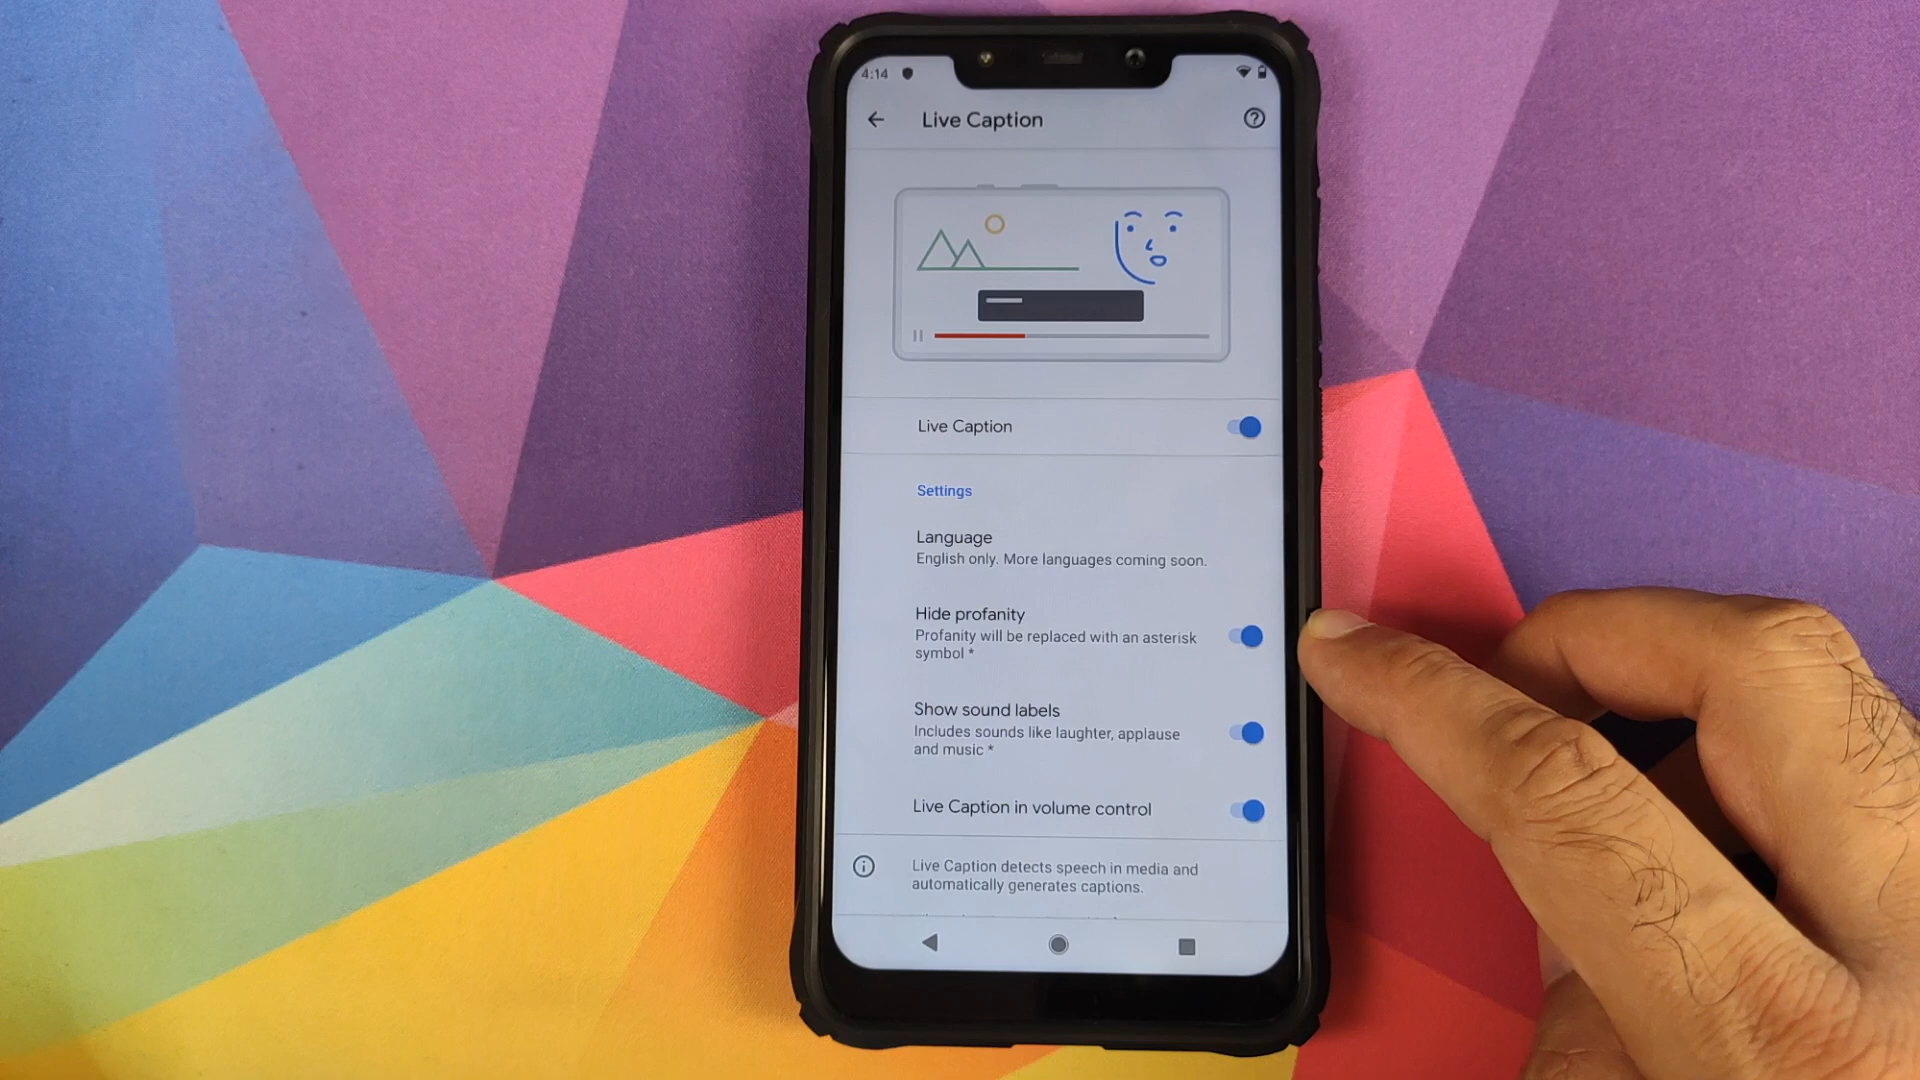 4:14
Live Caption
Live Caption
Settings
Language
English only. More languages coming soon.
Hide profanity
Profanity will be replaced with an asterisk
symbol *
Show sound labels
Includes sounds like laughter, applause
and music *
Live Caption in volume control
Live Caption detects speech in media and
automatically generates captions.